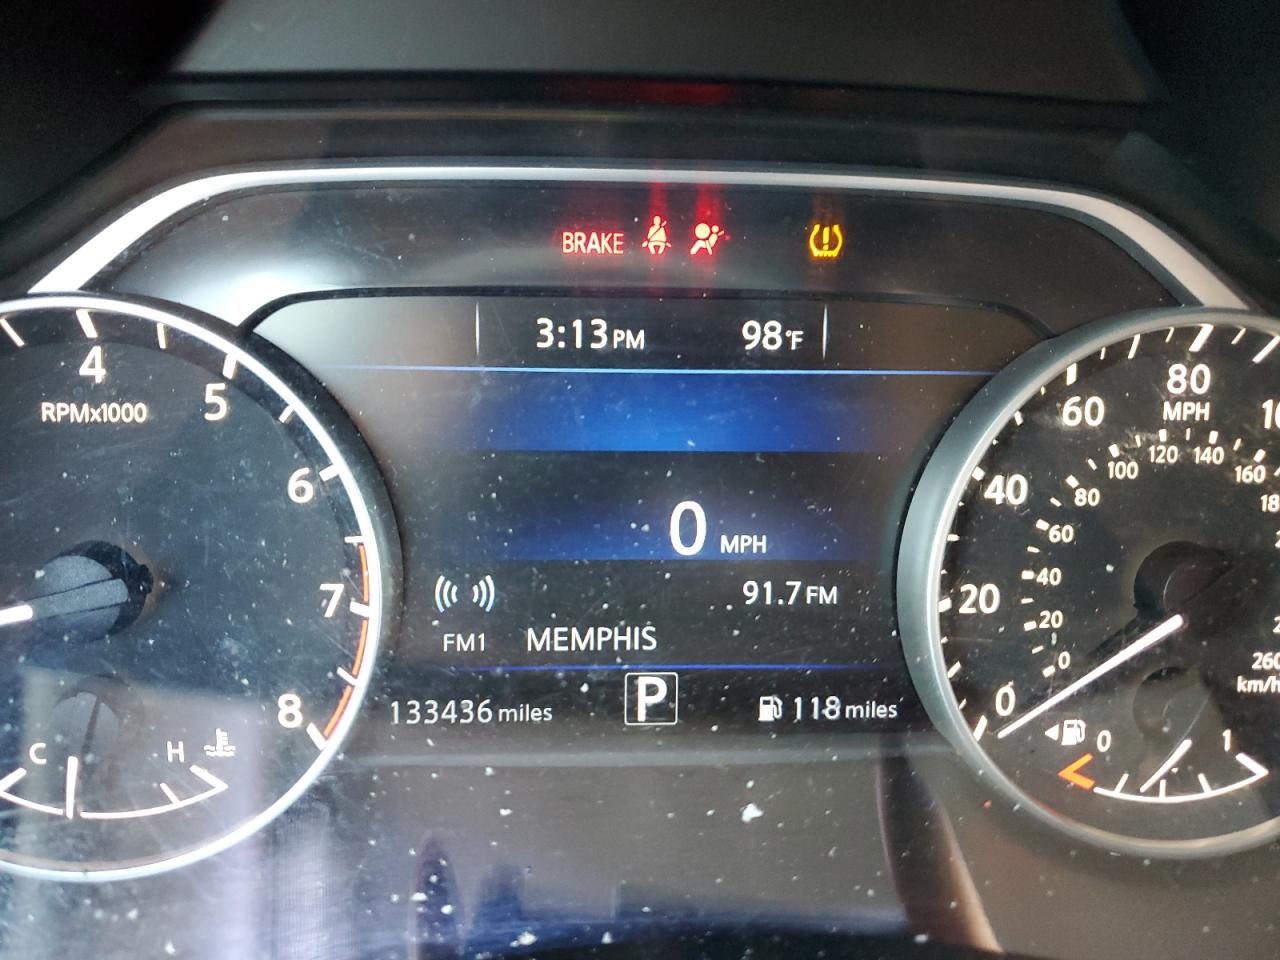 BRAKE
3:13 PM 98°F
4
RPMx1000
5
6
7
8
C H
0 MPH
91.7 FM
FM1 MEMPHIS
133436 miles P 118 miles
80
MPH
60
40
20
0
0
20
40
60
80
100
120
140
160
260
km/h
0 1